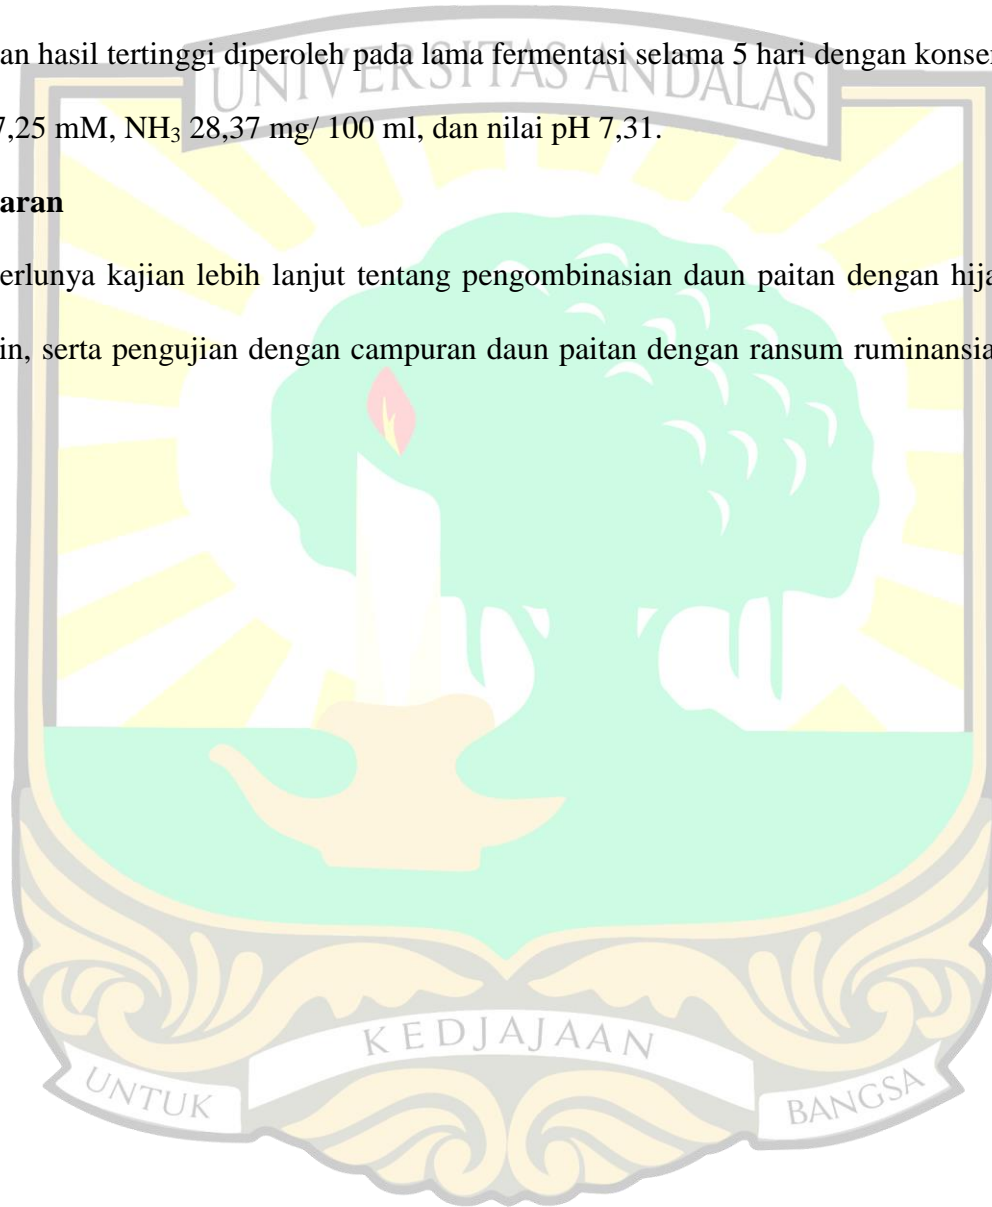 an hasil tertinggi diperoleh pada lama fermentasi selama 5 hari dengan konse
7,25 mM, NH₃ 28,37 mg/ 100 ml, dan nilai pH 7,31.
aran
erlunya kajian lebih lanjut tentang pengombinasian daun paitan dengan hija
in, serta pengujian dengan campuran daun paitan dengan ransum ruminansia
UNIVERSITAS ANDALAS
KEDJAJAAN
UNTUK
BANGSA